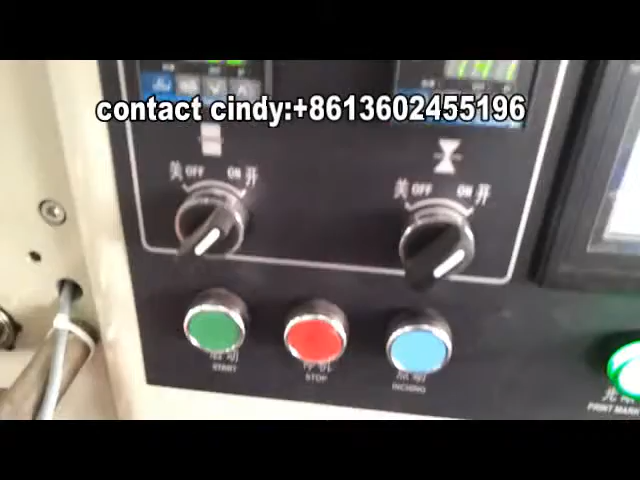 contact cindy:+8613602455196
关 OFF ON 开
关 OFF ON 开
START
STOP
INCHING
PRINT MARK